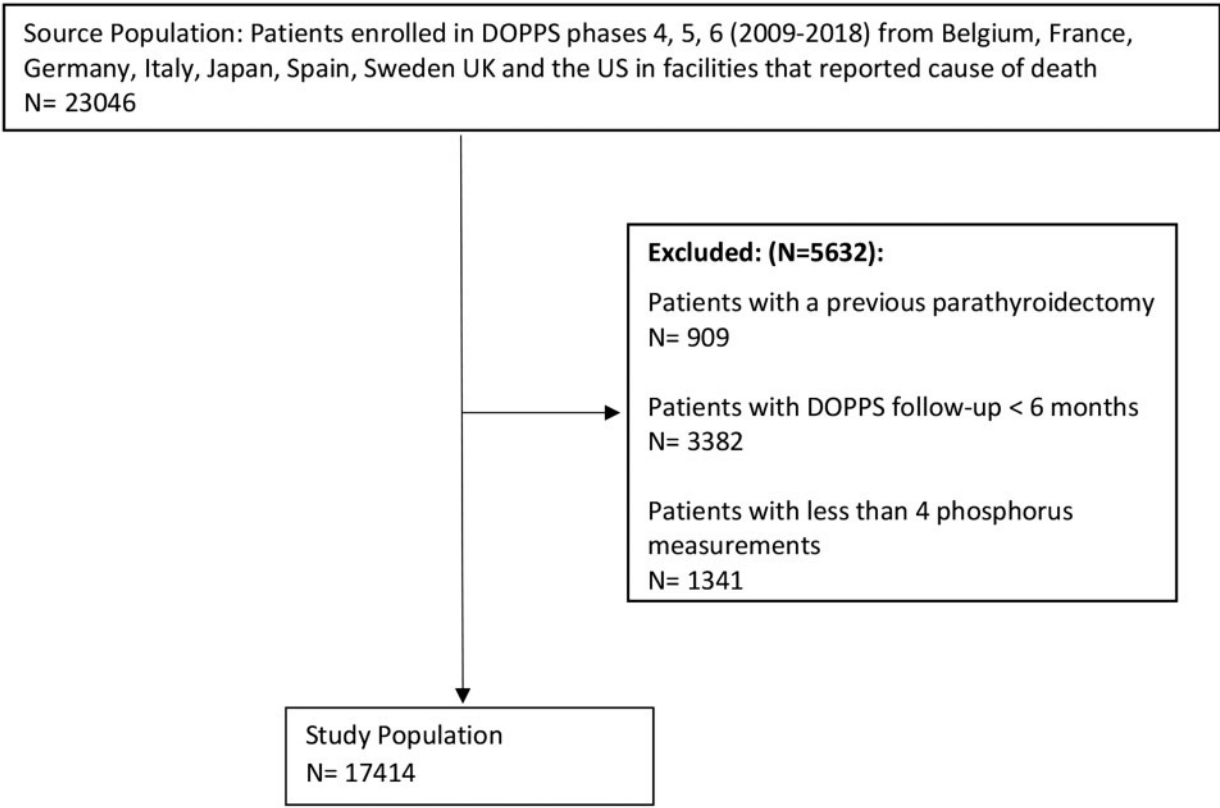 Source Population: Patients enrolled in DOPPS phases 4, 5, 6 (2009-2018) from Belgium, France,
Germany, Italy, Japan, Spain, Sweden UK and the US in facilities that reported cause of death
N= 23046
Excluded: (N=5632):
Patients with a previous parathyroidectomy
N= 909
Patients with DOPPS follow-up < 6 months
N= 3382
Patients with less than 4 phosphorus
measurements
N= 1341
Study Population
N= 17414